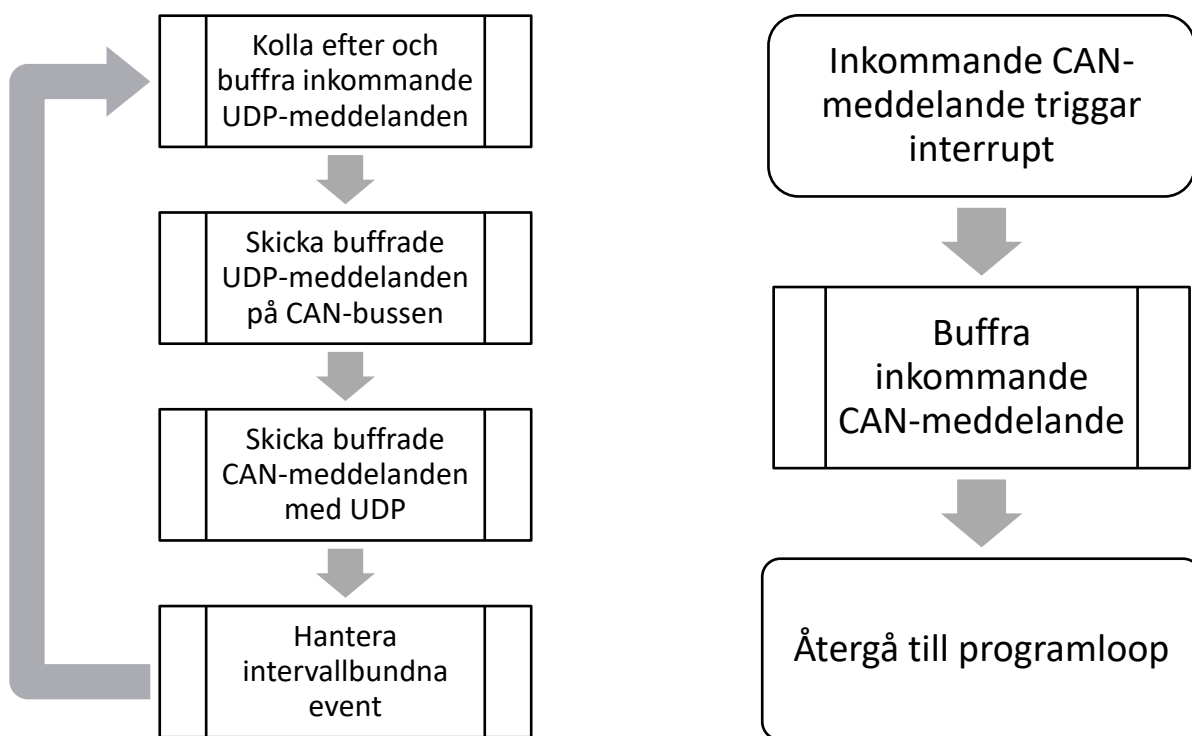 Kolla efter och
buffra inkommande
UDP-meddelanden
Skicka buffrade
UDP-meddelanden
på CAN-bussen
Skicka buffrade
CAN-meddelanden
med UDP
Hantera
intervallbundna
event
Inkommande CAN-
meddelande triggar
interrupt
Buffra
inkommande
CAN-meddelande
Återgå till programloop